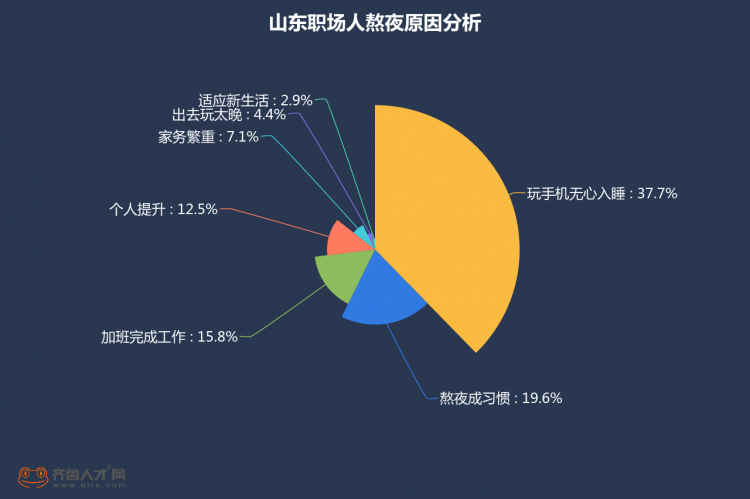 山东职场人熬夜原因分析
适应新生活 : 2.9%
出去玩太晚 : 4.4%
家务繁重 : 7.1%
玩手机无心入睡 : 37.7%
个人提升 : 12.5%
加班完成工作 : 15.8%
熬夜成习惯 : 19.6%
齐鲁人才网
www.qlrc.com